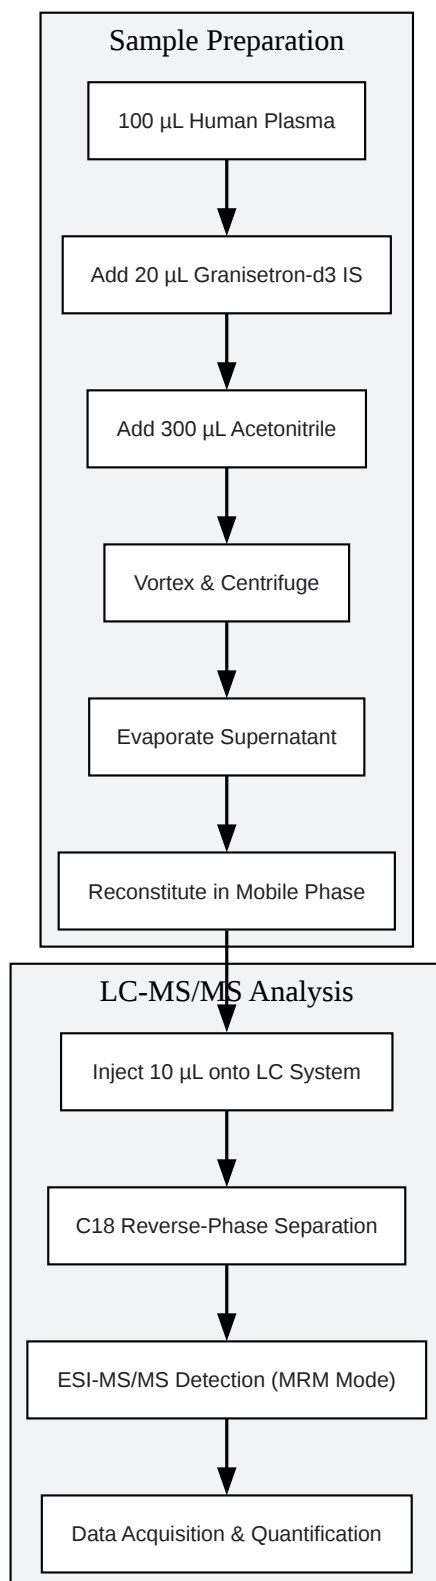 Sample Preparation
100 µL Human Plasma
Add 20 µL Granisetron-d3 IS
Add 300 µL Acetonitrile
Vortex & Centrifuge
Evaporate Supernatant
Reconstitute in Mobile Phase
LC-MS/MS Analysis
Inject 10 µL onto LC System
C18 Reverse-Phase Separation
ESI-MS/MS Detection (MRM Mode)
Data Acquisition & Quantification